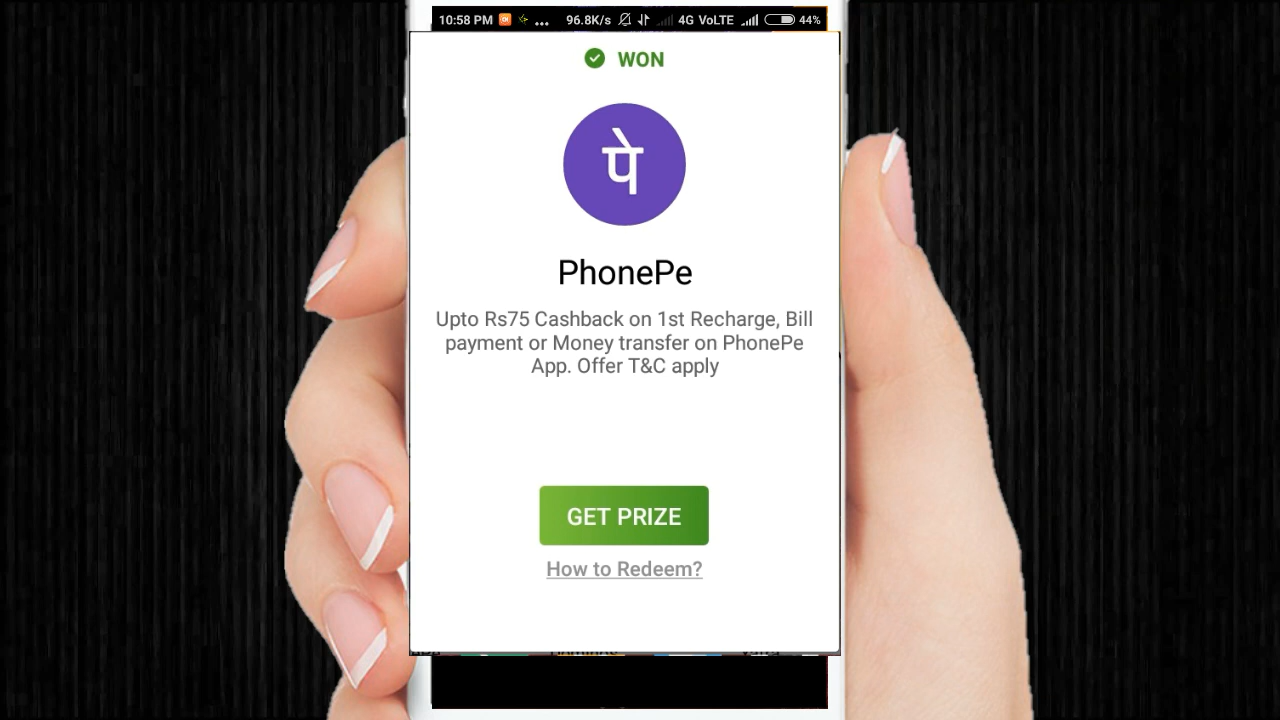 10:58 PM ... 96.8K/s 4G VoLTE 44%
WON
पे
PhonePe
Upto Rs75 Cashback on 1st Recharge, Bill
payment or Money transfer on PhonePe
App. Offer T&C apply
GET PRIZE
How to Redeem?